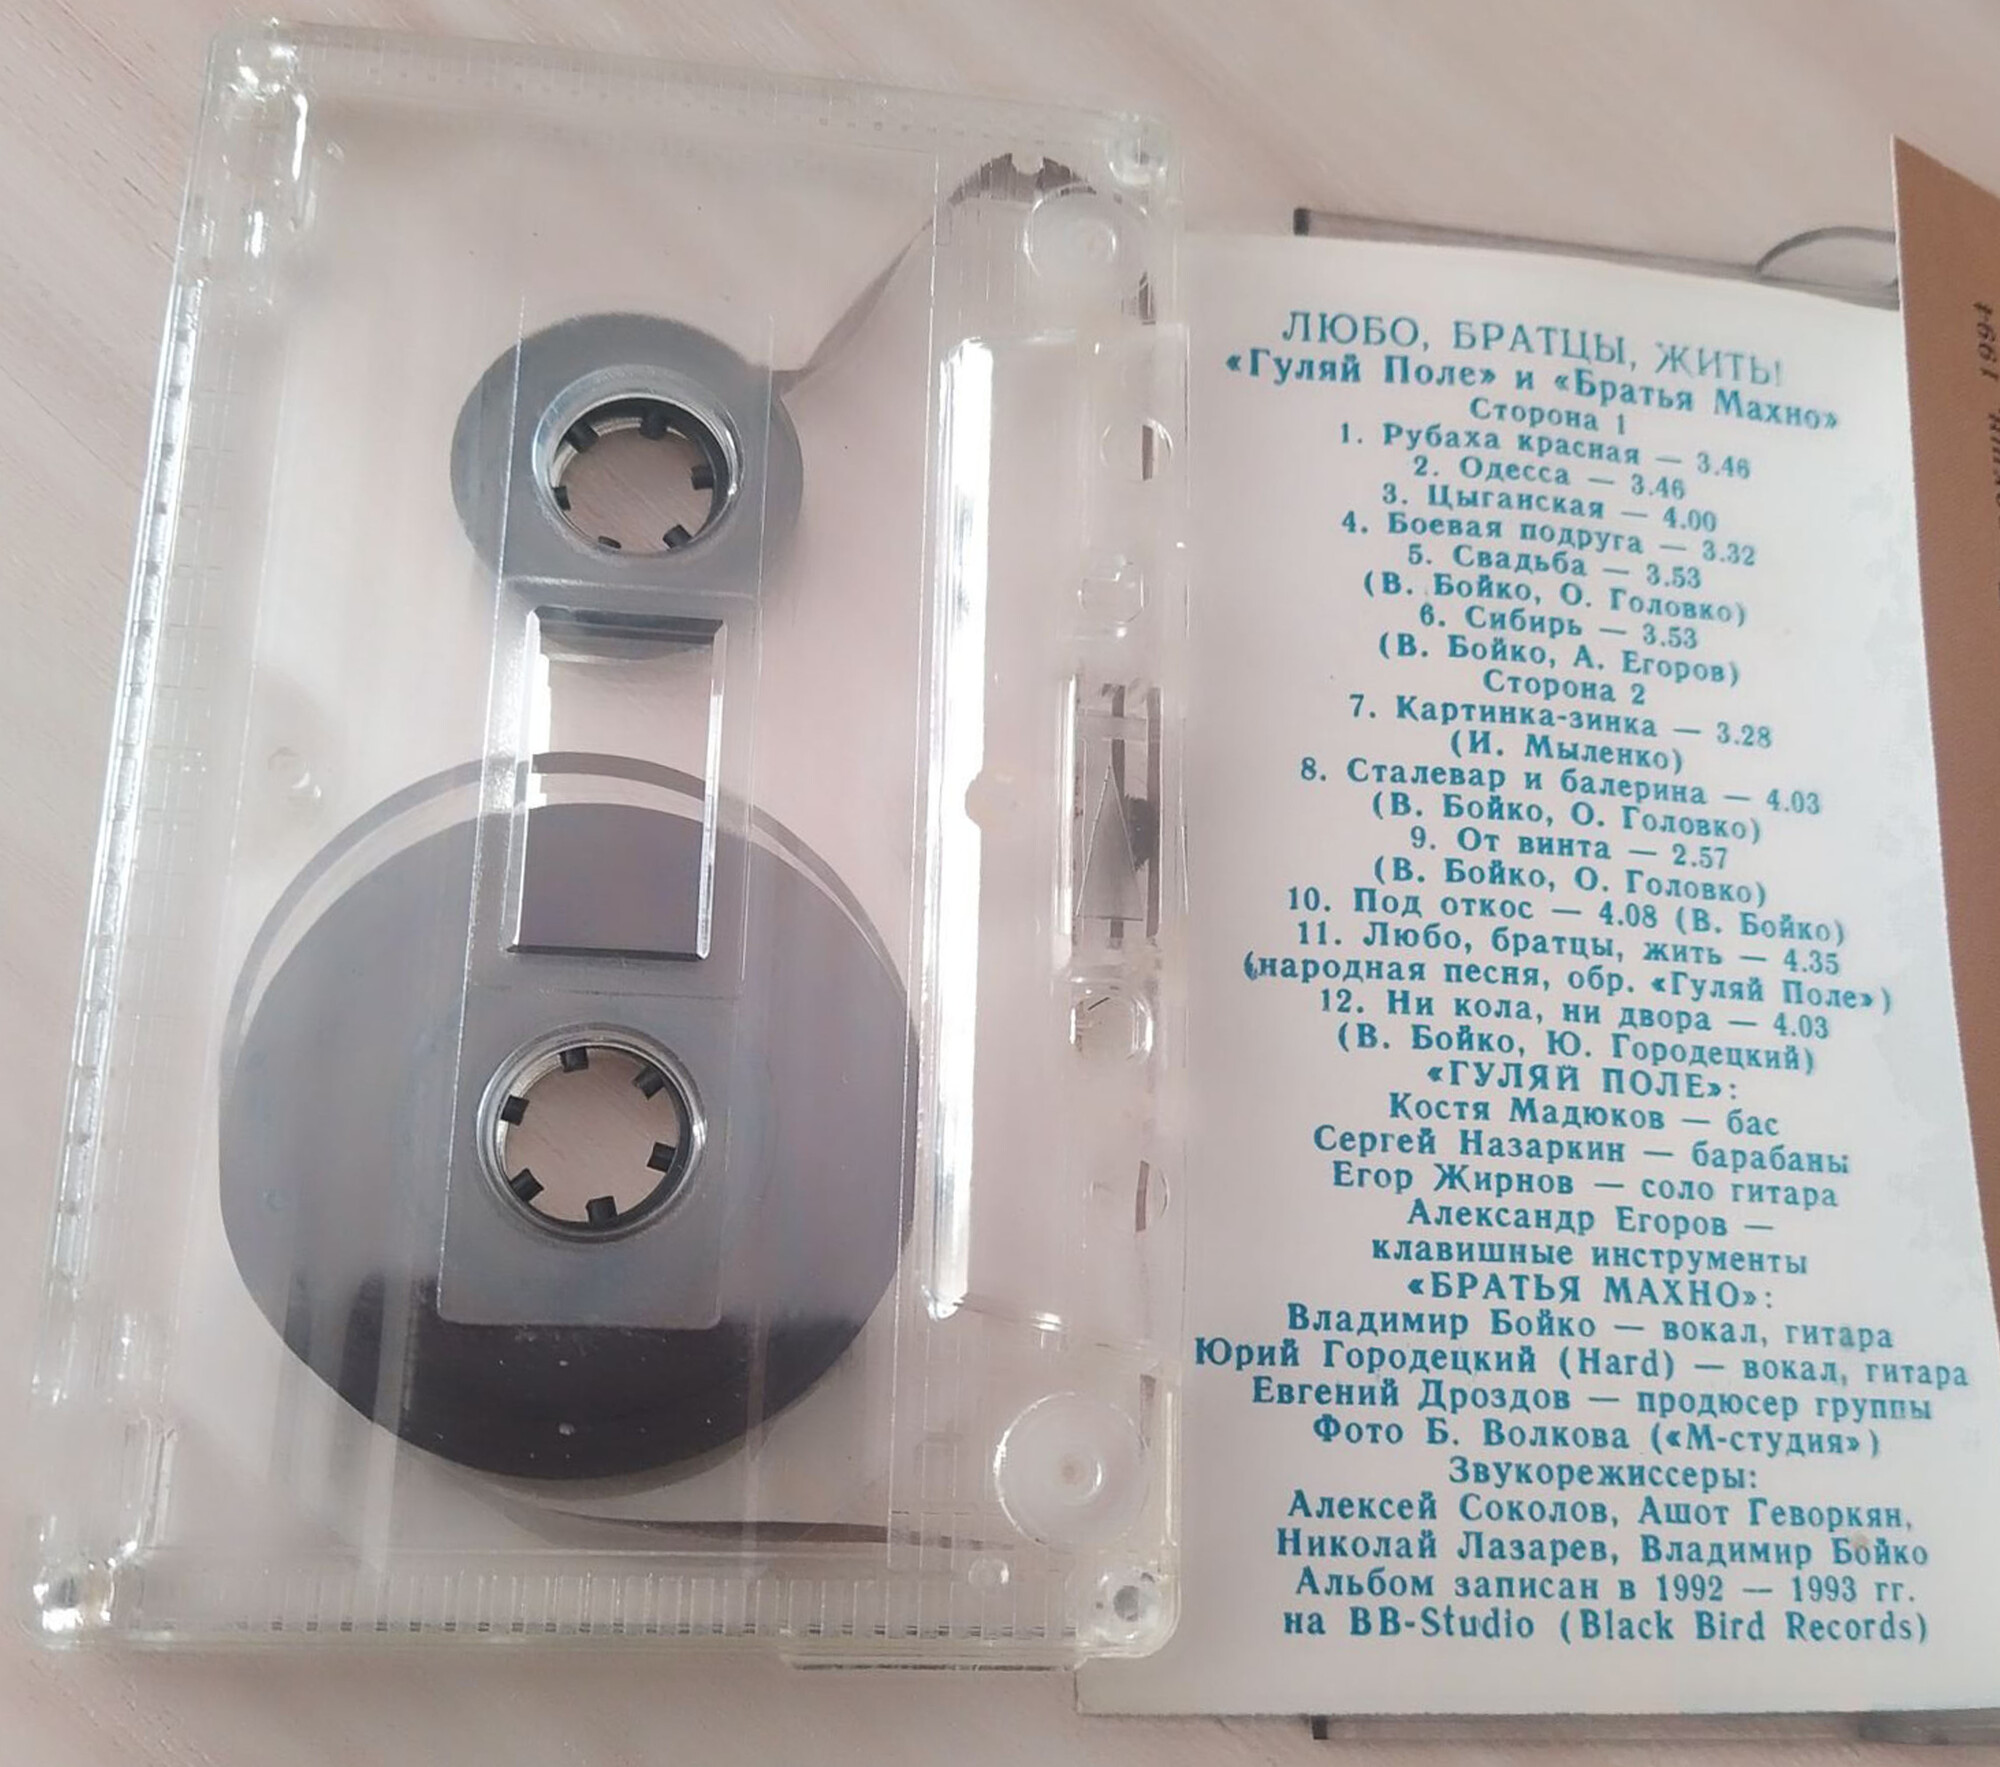 ЛЮБО, БРАТЦЫ, ЖИТЬ!
«Гуляй Поле» и «Братья Махно»
Сторона 1
1. Рубаха красная — 3.46
2. Одесса — 3.46
3. Цыганская — 4.00
4. Боевая подруга — 3.32
5. Свадьба — 3.53
(В. Бойко, О. Головко)
6. Сибирь — 3.53
(В. Бойко, А. Егоров)
Сторона 2
7. Картинка-зинка — 3.28
(И. Мыленко)
8. Сталевар и балерина — 4.03
(В. Бойко, О. Головко)
9. От винта — 2.57
(В. Бойко, О. Головко)
10. Под откос — 4.08 (В. Бойко)
11. Любо, братцы, жить — 4.35
(народная песня, обр. «Гуляй Поле»)
12. Ни кола, ни двора — 4.03
(В. Бойко, Ю. Городецкий)
«ГУЛЯЙ ПОЛЕ»:
Костя Мадюков — бас
Сергей Назаркин — барабаны
Егор Жирнов — соло гитара
Александр Егоров —
клавишные инструменты
«БРАТЬЯ МАХНО»:
Владимир Бойко — вокал, гитара
Юрий Городецкий (Hard) — вокал, гитара
Евгений Дроздов — продюсер группы
Фото Б. Волкова («М-студия»)
Звукорежиссеры:
Алексей Соколов, Ашот Геворкян,
Николай Лазарев, Владимир Бойко
Альбом записан в 1992 — 1993 гг.
на BB-Studio (Black Bird Records)
1994